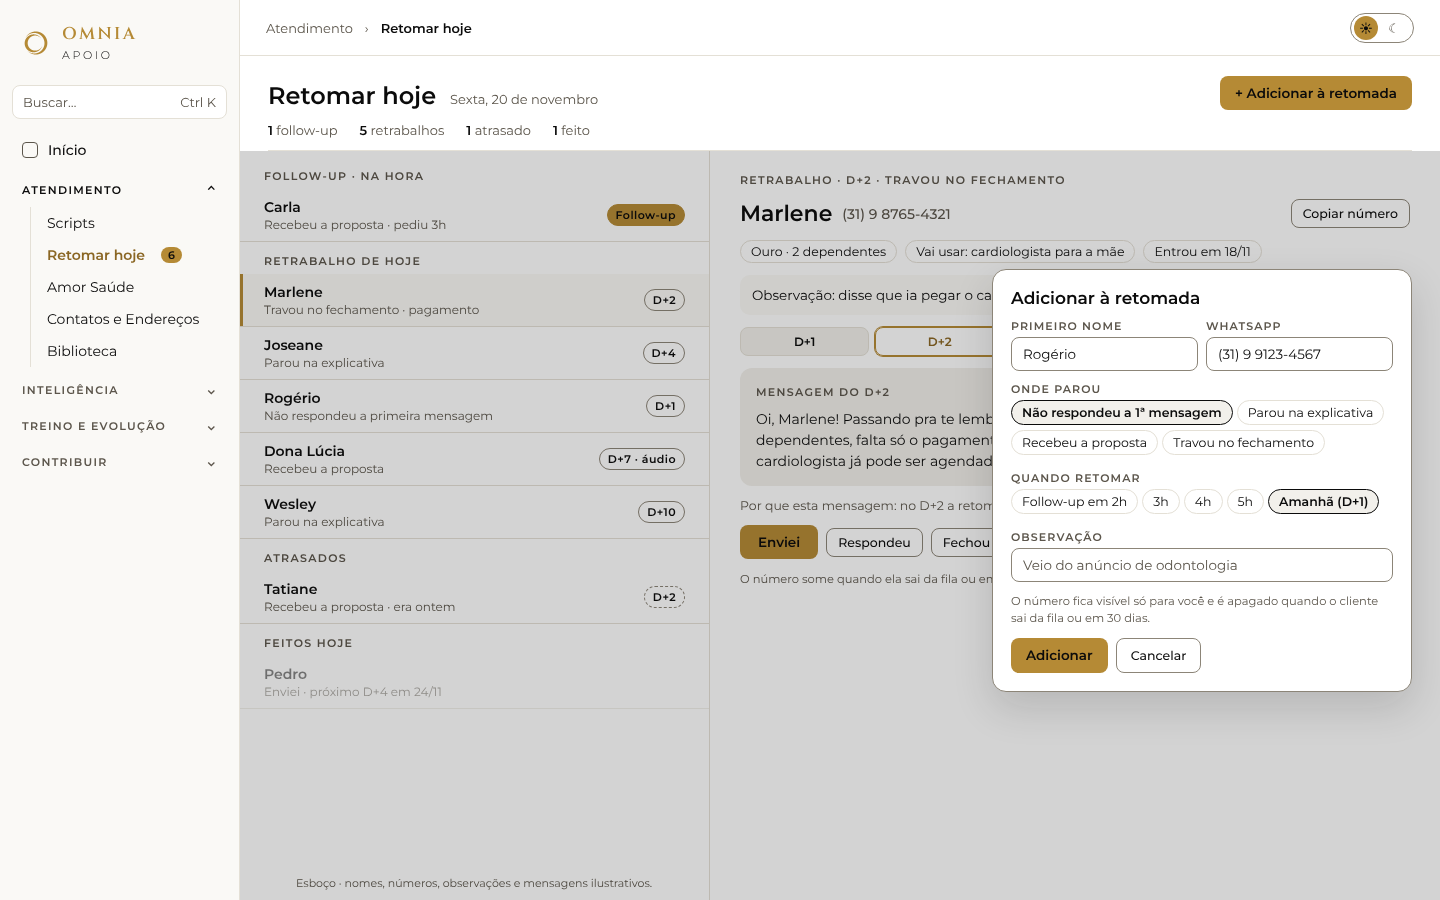 OMNIA
APOIO
Buscar... Ctrl K
Início
ATENDIMENTO
Scripts
Retomar hoje 6
Amor Saúde
Contatos e Endereços
Biblioteca
INTELIGÊNCIA
TREINO E EVOLUÇÃO
CONTRIBUIR
Atendimento › Retomar hoje
Retomar hoje Sexta, 20 de novembro
+ Adicionar à retomada
1 follow-up 5 retrabalhos 1 atrasado 1 feito
FOLLOW-UP · NA HORA
Carla
Recebeu a proposta · pediu 3h
Follow-up
RETRABALHO DE HOJE
Marlene
Travou no fechamento · pagamento
D+2
Joseane
Parou na explicativa
D+4
Rogério
Não respondeu a primeira mensagem
D+1
Dona Lúcia
Recebeu a proposta
D+7 · áudio
Wesley
Parou na explicativa
D+10
ATRASADOS
Tatiane
Recebeu a proposta · era ontem
D+2
FEITOS HOJE
Pedro
Enviei · próximo D+4 em 24/11
Esboço · nomes, números, observações e mensagens ilustrativos.
RETRABALHO · D+2 · TRAVOU NO FECHAMENTO
Marlene (31) 9 8765-4321
Copiar número
Ouro · 2 dependentes Vai usar: cardiologista para a mãe Entrou em 18/11
Observação: disse que ia pegar o ca
D+1 D+2
MENSAGEM DO D+2
Oi, Marlene! Passando pra te lemb
dependentes, falta só o pagament
cardiologista já pode ser agendad
Por que esta mensagem: no D+2 a retom
Enviei Respondeu Fechou
O número some quando ela sai da fila ou en
Adicionar à retomada
PRIMEIRO NOME WHATSAPP
Rogério (31) 9 9123-4567
ONDE PAROU
Não respondeu a 1ª mensagem Parou na explicativa
Recebeu a proposta Travou no fechamento
QUANDO RETOMAR
Follow-up em 2h 3h 4h 5h Amanhã (D+1)
OBSERVAÇÃO
Veio do anúncio de odontologia
O número fica visível só para você e é apagado quando o cliente
sai da fila ou em 30 dias.
Adicionar Cancelar